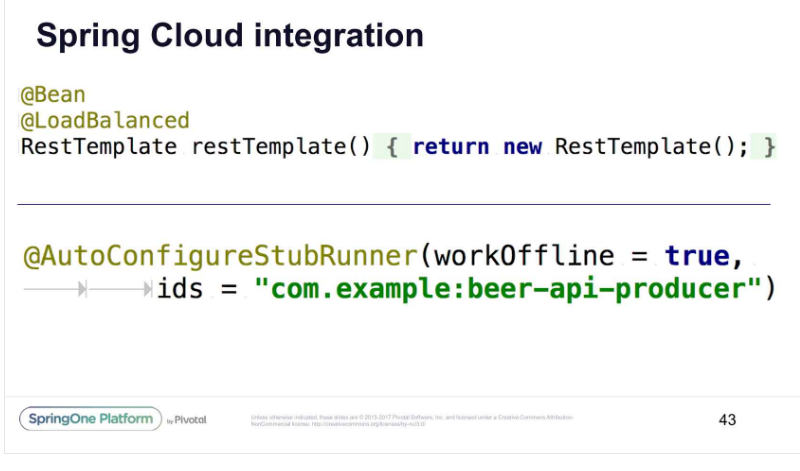 Spring Cloud integration
@Bean
@LoadBalanced
RestTemplate restTemplate() { return new RestTemplate(); }
@AutoConfigureStubRunner(workOffline = true,
ids = "com.example:beer-api-producer")
SpringOne Platform by Pivotal
Unless otherwise indicated, these slides are © 2013-2017 Pivotal Software, Inc. and licensed under a Creative Commons Attribution-
NonCommercial license: http://creativecommons.org/licenses/by-nc/3.0/
43